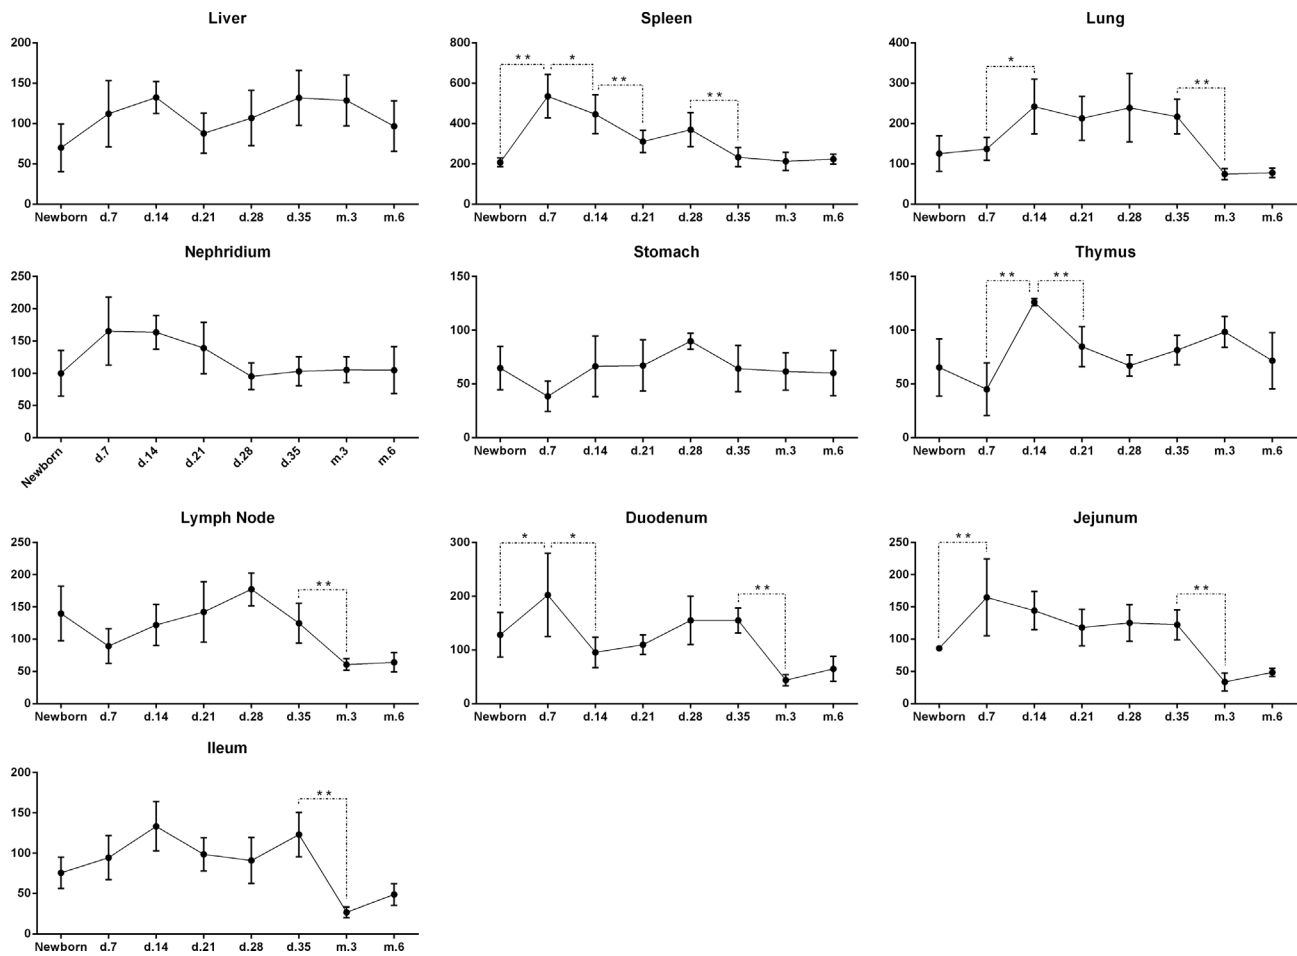 Liver
200
150
100
50
0
Newborn d.7 d.14 d.21 d.28 d.35 m.3 m.6
Spleen
800
600
400
200
0
** * ** **
Newborn d.7 d.14 d.21 d.28 d.35 m.3 m.6
Lung
400
300
200
100
0
* **
Newborn d.7 d.14 d.21 d.28 d.35 m.3 m.6
Nephridium
250
200
150
100
50
0
Newborn d.7 d.14 d.21 d.28 d.35 m.3 m.6
Stomach
150
100
50
0
Newborn d.7 d.14 d.21 d.28 d.35 m.3 m.6
Thymus
150
100
50
0
** **
Newborn d.7 d.14 d.21 d.28 d.35 m.3 m.6
Lymph Node
250
200
150
100
50
0
**
Newborn d.7 d.14 d.21 d.28 d.35 m.3 m.6
Duodenum
300
200
100
0
* * **
Newborn d.7 d.14 d.21 d.28 d.35 m.3 m.6
Jejunum
250
200
150
100
50
0
** **
Newborn d.7 d.14 d.21 d.28 d.35 m.3 m.6
Ileum
200
150
100
50
0
**
Newborn d.7 d.14 d.21 d.28 d.35 m.3 m.6